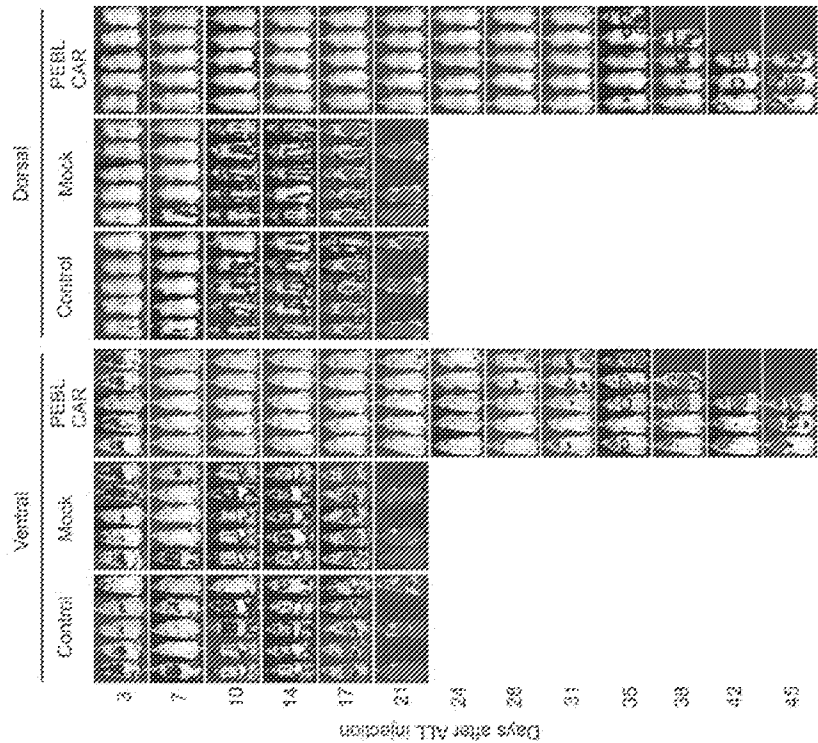 Ventral
Dorsal
Control
Mock
PEBL
CAR
Control
Mock
PEBL
CAR
3
7
10
14
17
21
24
28
31
35
38
42
45
Days after ALL injection